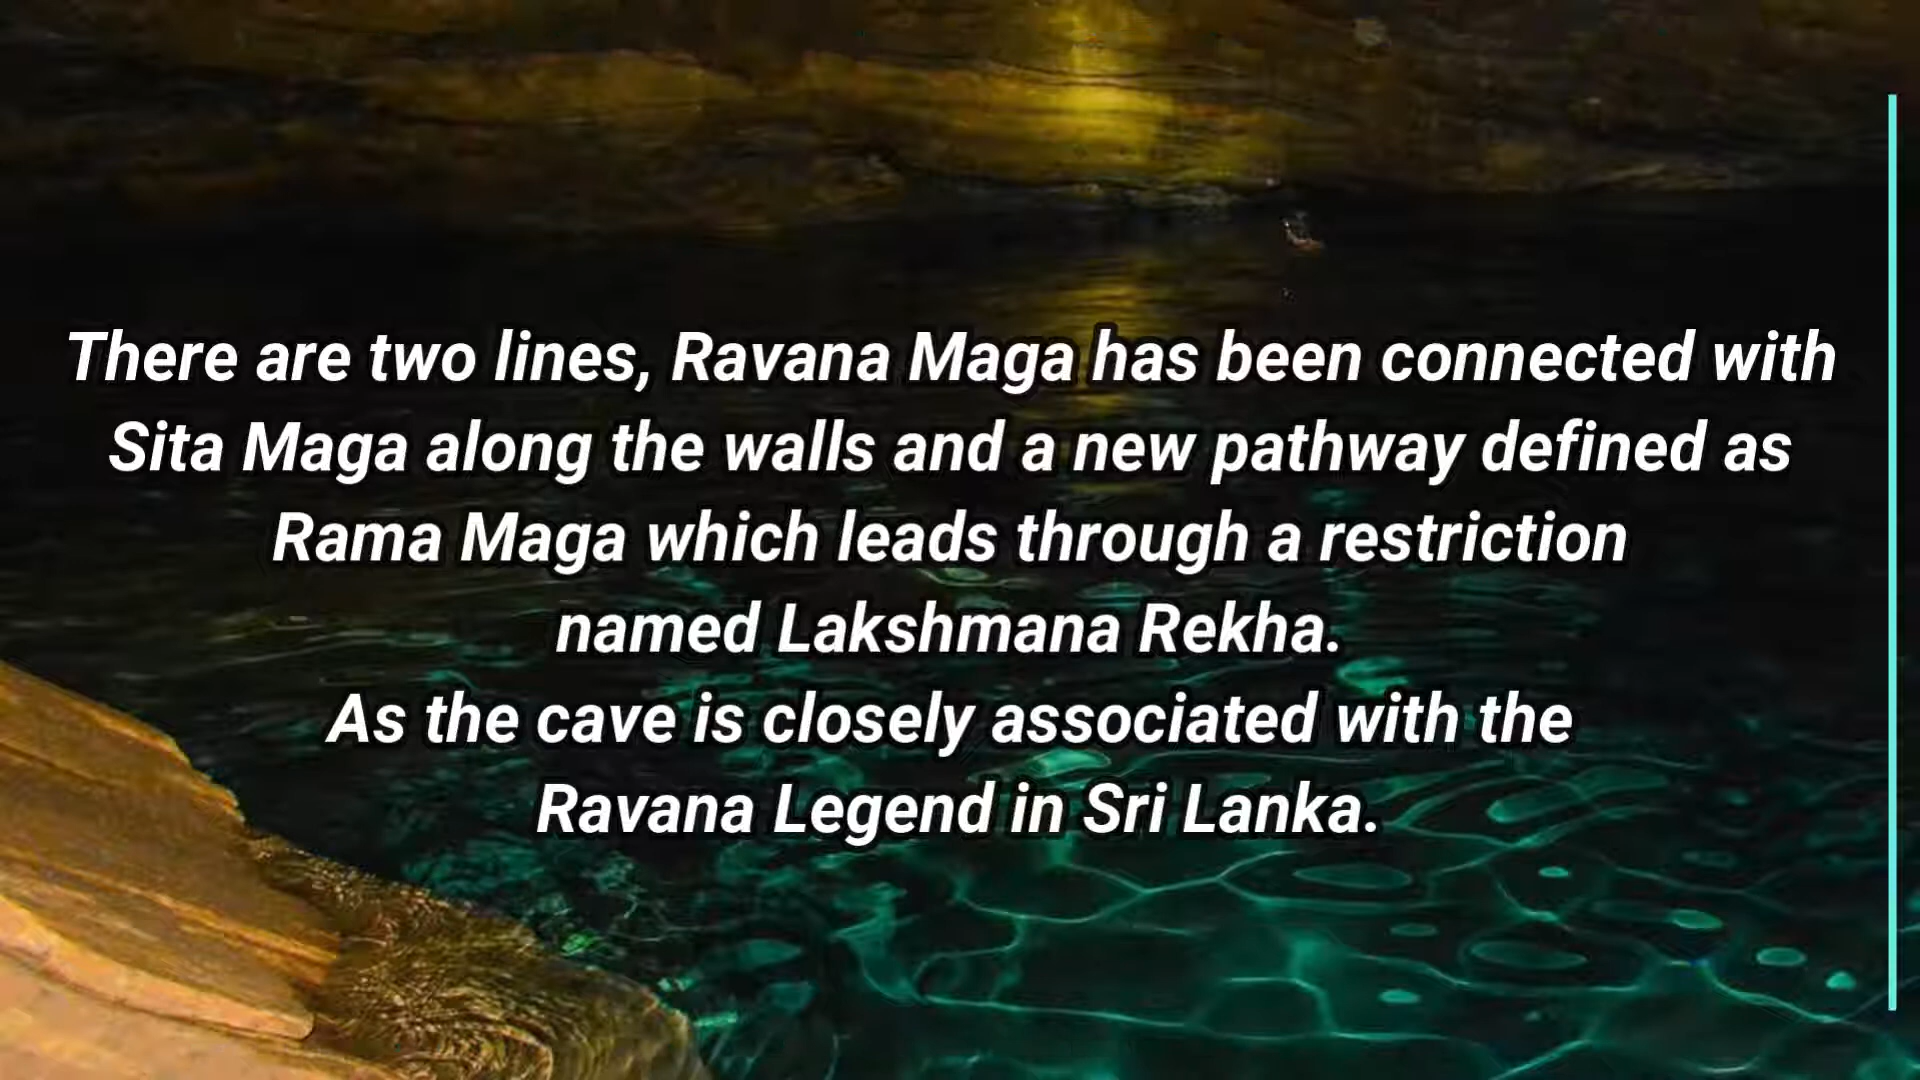 There are two lines, Ravana Maga has been connected with
Sita Maga along the walls and a new pathway defined as
Rama Maga which leads through a restriction
named Lakshmana Rekha.
As the cave is closely associated with the
Ravana Legend in Sri Lanka.